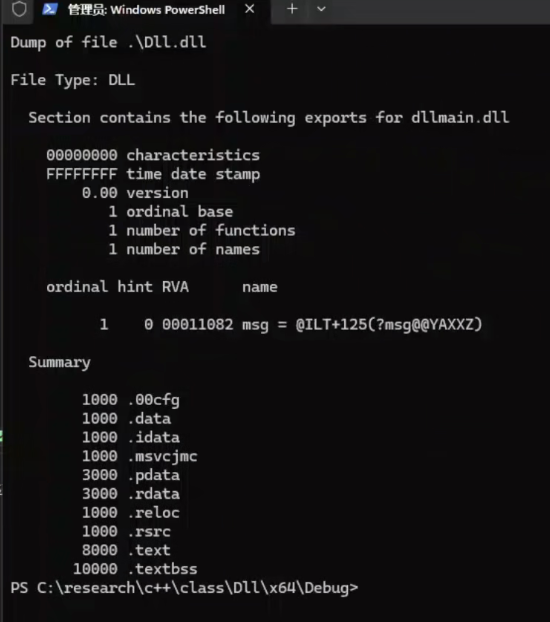 管理员: Windows PowerShell
Dump of file .\Dll.dll
File Type: DLL
Section contains the following exports for dllmain.dll
00000000 characteristics
FFFFFFFF time date stamp
0.00 version
1 ordinal base
1 number of functions
1 number of names
ordinal hint RVA      name
1    0 00011082 msg = @ILT+125(?msg@@YAXXZ)
Summary
1000 .00cfg
1000 .data
1000 .idata
1000 .msvcjmc
3000 .pdata
3000 .rdata
1000 .reloc
1000 .rsrc
8000 .text
10000 .textbss
PS C:\research\c++\class\Dll\x64\Debug>